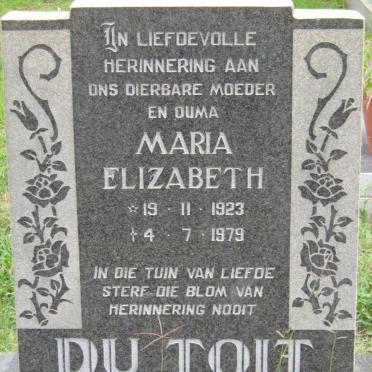 IN LIEFDEVOLLE
HERINNERING AAN
ONS DIERBARE MOEDER
EN OUMA
MARIA
ELIZABETH
☆ 19 · 11 · 1923
† 4 · 7 · 1979
IN DIE TUIN VAN LIEFDE
STERF DIE BLOM VAN
HERINNERING NOOIT
DU TOIT